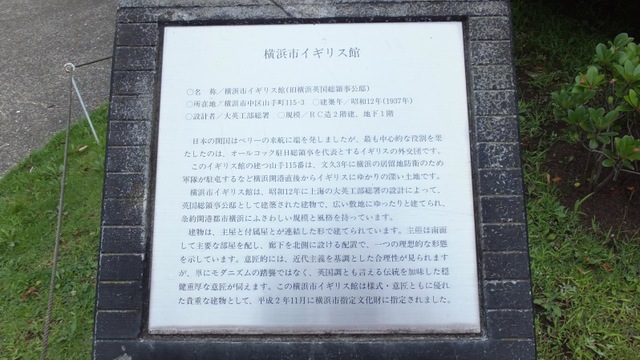 横浜市イギリス館
○名　称／横浜市イギリス館(旧横浜英国総領事公邸)
○所在地／横浜市中区山手町115-3　○建築年／昭和12年(1937年)
○設計者／大英工部総署　○規模／RC造2階建、地下1階
日本の開国はペリーの来航に端を発しましたが、最も中心的な役割を果
たしたのは、オールコック駐日総領事を代表とするイギリスの外交団です。
このイギリス館の建つ山手115番は、文久3年に横浜の居留地防衛のため
軍隊が駐屯するなど横浜開港直後からイギリスにゆかりの深い土地です。
横浜市イギリス館は、昭和12年に上海の大英工部総署の設計によって、
英国総領事公邸として建築された建物で、広い敷地にゆったりと建てられ、
条約開港都市横浜にふさわしい規模と風格を持っています。
建物は、主屋と付属屋とが連結した形で建てられています。主屋は南面
して主要な部屋を配し、廊下を北側に設ける配置で、一つの理想的な形態
を示しています。意匠的には、近代主義を基調とした合理性が見られます
が、単にモダニズムの踏襲ではなく、英国調とも言える伝統を加味した穏
健重厚な意匠が伺えます。この横浜市イギリス館は様式・意匠ともに優れ
た貴重な建物として、平成2年11月に横浜市指定文化財に指定されました。